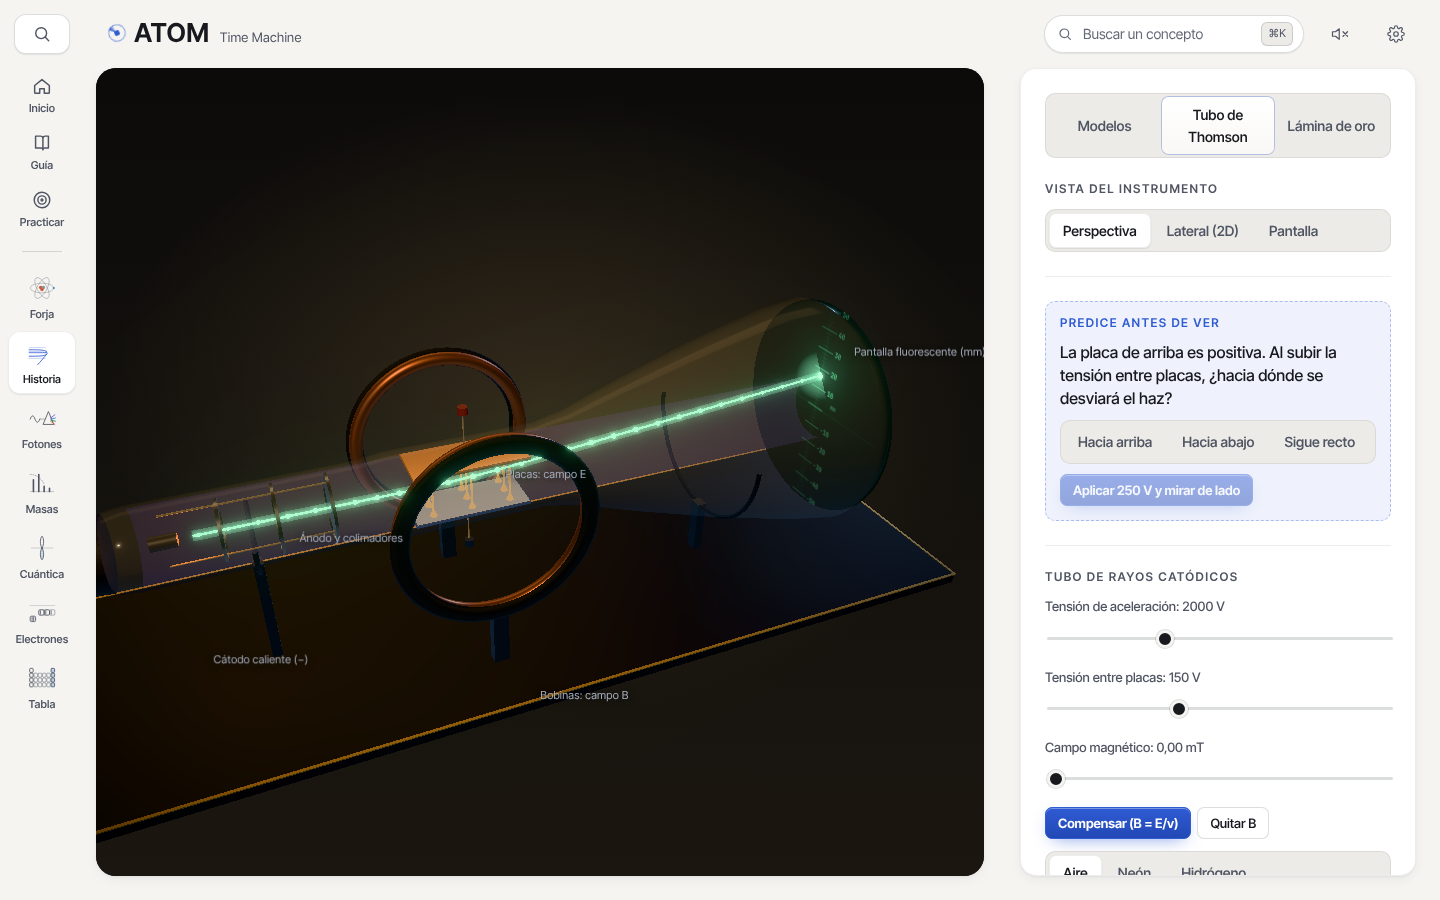 ATOM Time Machine
Buscar un concepto
⌘K
Inicio
Guía
Practicar
Forja
Historia
Fotones
Masas
Cuántica
Electrones
Tabla
Pantalla fluorescente (mm)
Placas: campo E
Ánodo y colimadores
Cátodo caliente (−)
Bobinas: campo B
Modelos
Tubo de
Thomson
Lámina de oro
VISTA DEL INSTRUMENTO
Perspectiva
Lateral (2D)
Pantalla
PREDICE ANTES DE VER
La placa de arriba es positiva. Al subir la
tensión entre placas, ¿hacia dónde se
desviará el haz?
Hacia arriba
Hacia abajo
Sigue recto
Aplicar 250 V y mirar de lado
TUBO DE RAYOS CATÓDICOS
Tensión de aceleración: 2000 V
Tensión entre placas: 150 V
Campo magnético: 0,00 mT
Compensar (B = E/v)
Quitar B
Aire
Neón
Hidrógeno